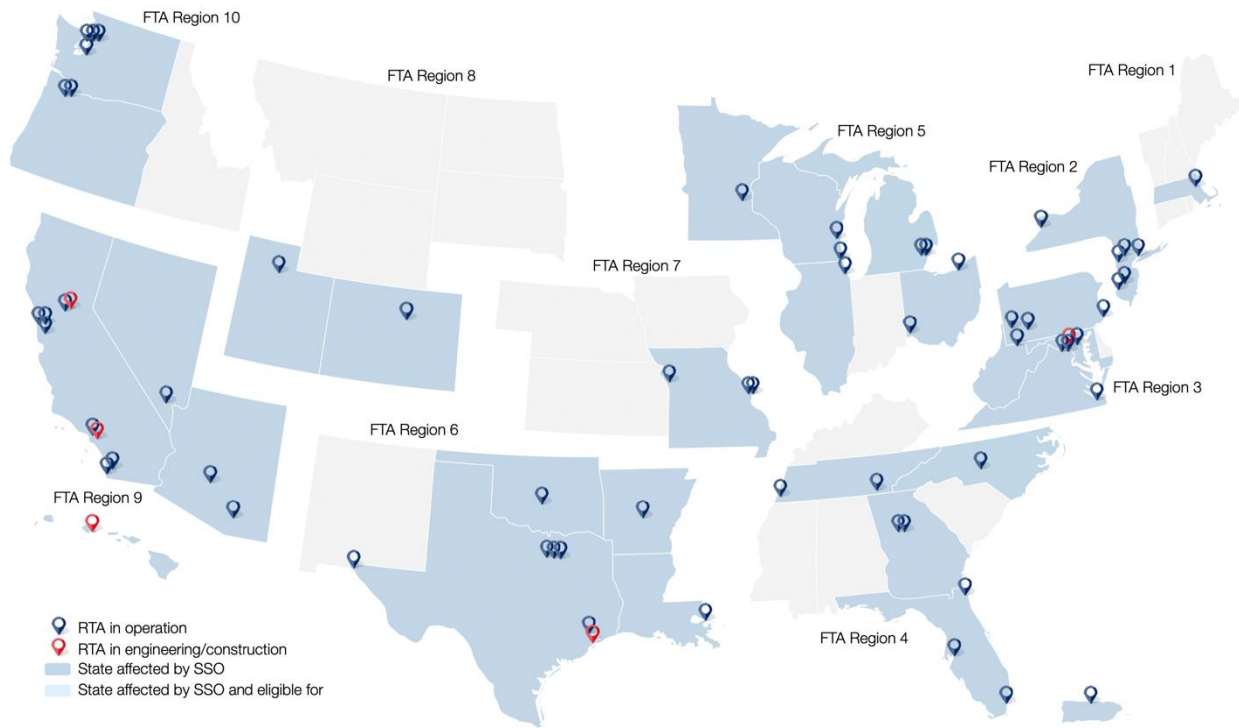 FTA Region 10
FTA Region 8
FTA Region 1
FTA Region 5
FTA Region 2
FTA Region 7
FTA Region 3
FTA Region 6
FTA Region 9
RTA in operation
RTA in engineering/construction
FTA Region 4
State affected by SSO
State affected by SSO and eligible for